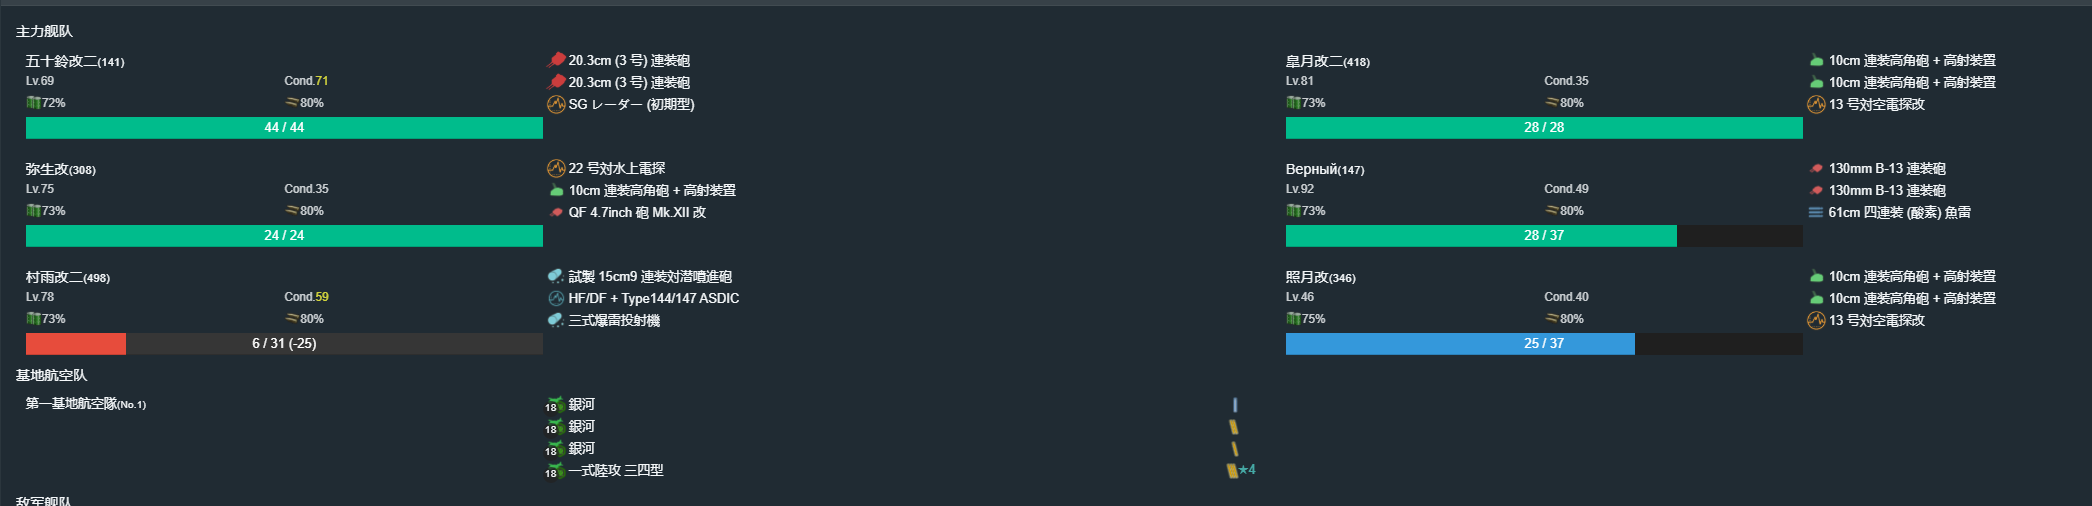 主力舰队
五十鈴改二(141)
Lv.69 Cond.71
72% 80%
44 / 44
20.3cm (3 号) 連装砲
20.3cm (3 号) 連装砲
SG レーダー (初期型)
皐月改二(418)
Lv.81 Cond.35
73% 80%
28 / 28
10cm 連装高角砲 + 高射装置
10cm 連装高角砲 + 高射装置
13 号対空電探改
弥生改(308)
Lv.75 Cond.35
73% 80%
24 / 24
22 号対水上電探
10cm 連装高角砲 + 高射装置
QF 4.7inch 砲 Mk.XII 改
Верный(147)
Lv.92 Cond.49
73% 80%
28 / 37
130mm B-13 連装砲
130mm B-13 連装砲
61cm 四連装 (酸素) 魚雷
村雨改二(498)
Lv.78 Cond.59
73% 80%
6 / 31 (-25)
試製 15cm9 連装対潜噴進砲
HF/DF + Type144/147 ASDIC
三式爆雷投射機
照月改(346)
Lv.46 Cond.40
75% 80%
25 / 37
10cm 連装高角砲 + 高射装置
10cm 連装高角砲 + 高射装置
13 号対空電探改
基地航空队
第一基地航空隊(No.1)
18 銀河
18 銀河
18 銀河
18 一式陸攻 三四型 ★4
敌军舰队